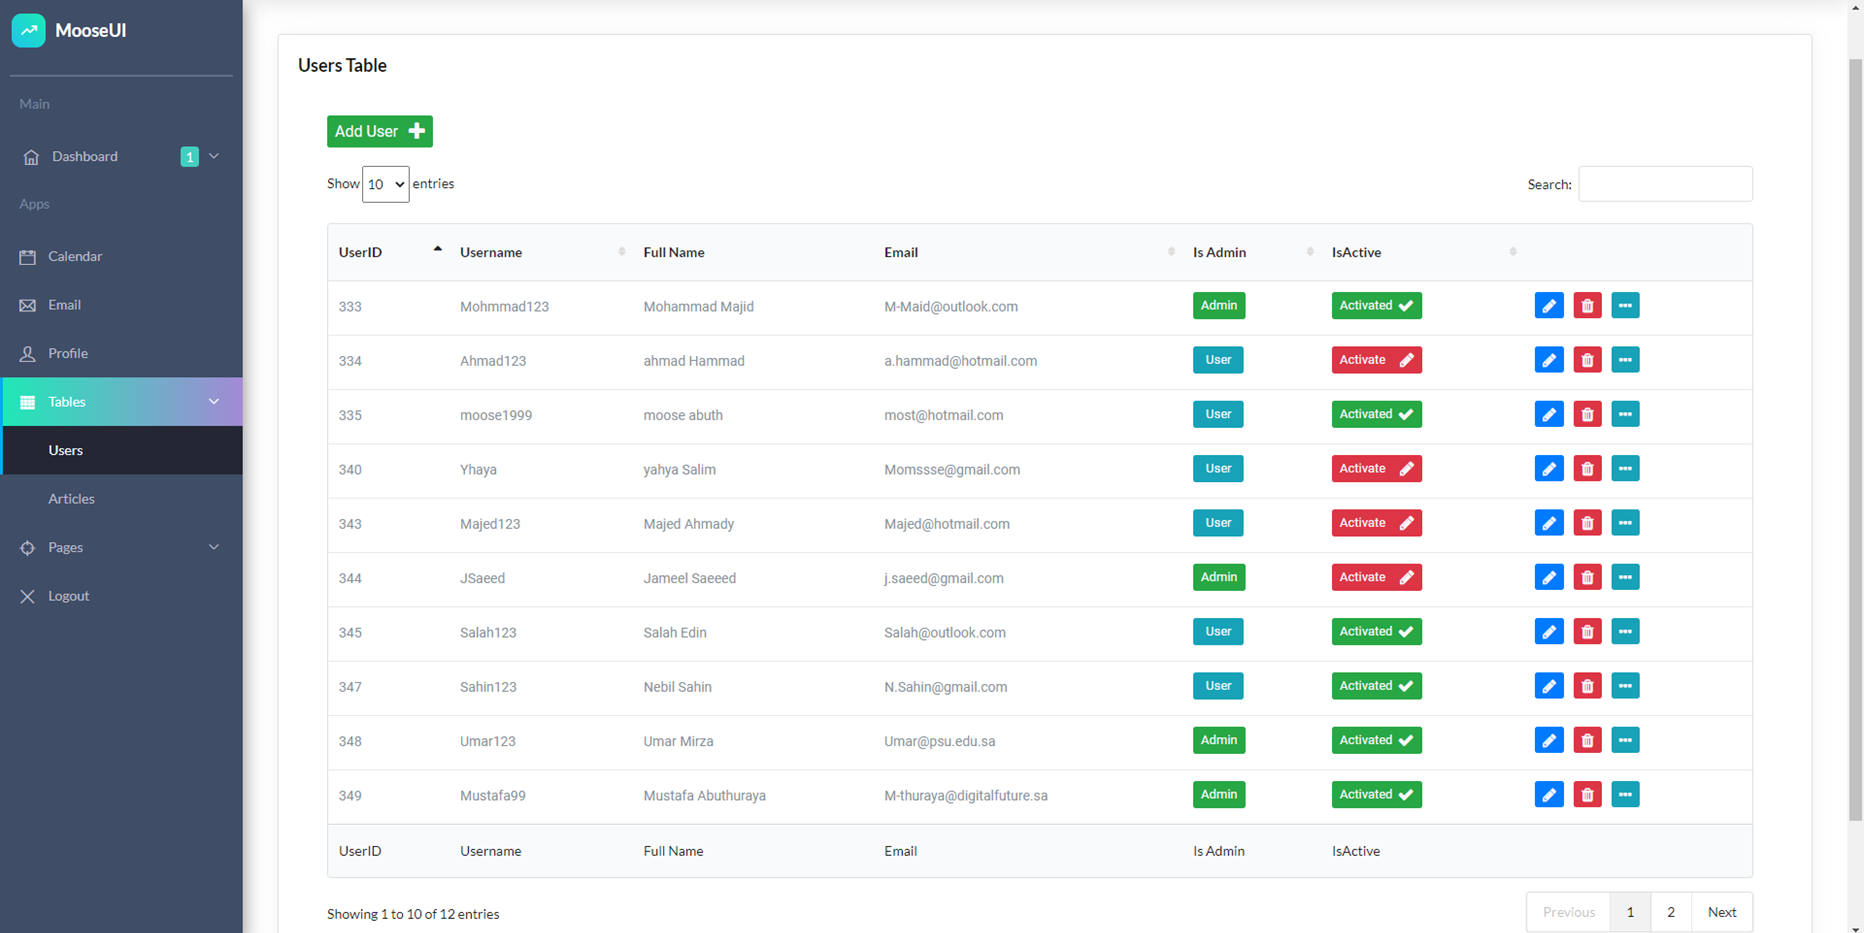 MooseUI
Main
Dashboard 1
Apps
Calendar
Email
Profile
Tables
Users
Articles
Pages
Logout
Users Table
Add User
Show 10 entries
Search:
UserID Username Full Name Email Is Admin IsActive
333 Mohmmad123 Mohammad Majid M-Maid@outlook.com Admin Activated
334 Ahmad123 ahmad Hammad a.hammad@hotmail.com User Activate
335 moose1999 moose abuth most@hotmail.com User Activated
340 Yhaya yahya Salim Momssse@gmail.com User Activate
343 Majed123 Majed Ahmady Majed@hotmail.com User Activate
344 JSaeed Jameel Saeeed j.saeed@gmail.com Admin Activate
345 Salah123 Salah Edin Salah@outlook.com User Activated
347 Sahin123 Nebil Sahin N.Sahin@gmail.com User Activated
348 Umar123 Umar Mirza Umar@psu.edu.sa Admin Activated
349 Mustafa99 Mustafa Abuthuraya M-thuraya@digitalfuture.sa Admin Activated
UserID Username Full Name Email Is Admin IsActive
Showing 1 to 10 of 12 entries
Previous 1 2 Next